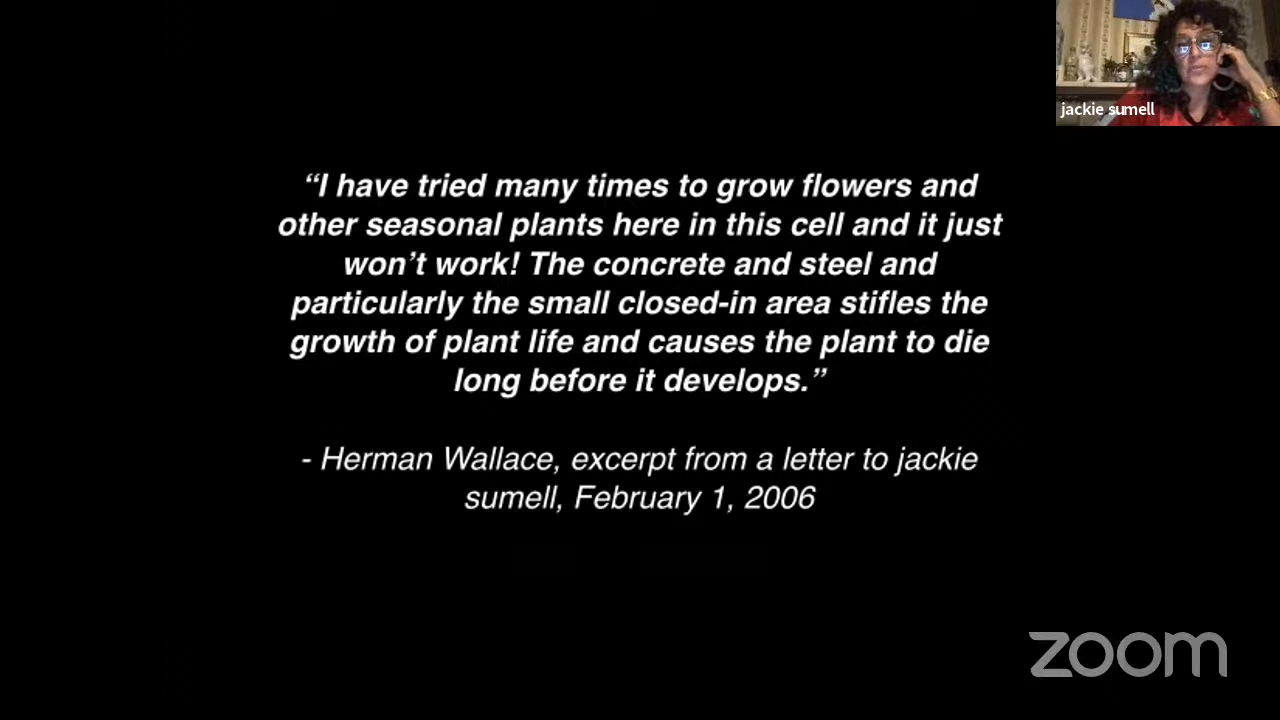 jackie sumell
“I have tried many times to grow flowers and
other seasonal plants here in this cell and it just
won’t work! The concrete and steel and
particularly the small closed-in area stifles the
growth of plant life and causes the plant to die
long before it develops.”
- Herman Wallace, excerpt from a letter to jackie
sumell, February 1, 2006
zoom